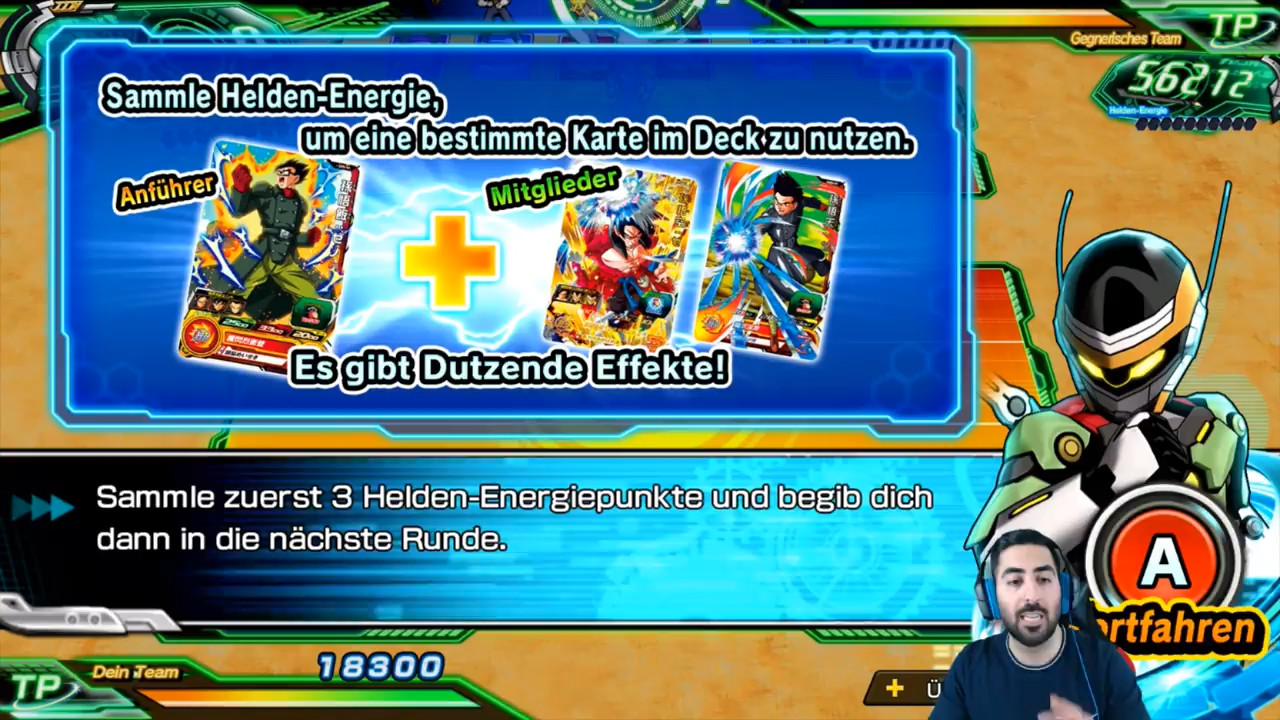 TP
Gegnerisches Team
56212
Helden-Energie
Sammle Helden-Energie,
um eine bestimmte Karte im Deck zu nutzen.
Anführer
Mitglieder
Es gibt Dutzende Effekte!
Sammle zuerst 3 Helden-Energiepunkte und begib dich
dann in die nächste Runde.
A
ortfahren
TP
Dein Team
18300
+ Ü